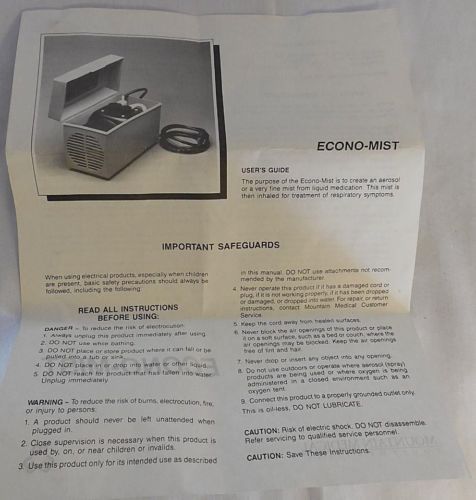 ECONO-MIST
USER'S GUIDE
The purpose of the Econo-Mist is to create an aerosol
or a very fine mist from liquid medication. This mist is
then inhaled for treatment of respiratory symptoms.
IMPORTANT SAFEGUARDS
When using electrical products, especially when children
are present, basic safety precautions should always be
followed, including the following:
READ ALL INSTRUCTIONS
BEFORE USING:
DANGER – To reduce the risk of electrocution:
1. Always unplug this product immediately after using.
2. DO NOT use while bathing.
3. DO NOT place or store product where it can fall or be
pulled into a tub or sink.
4. DO NOT place in or drop into water or other liquid.
5. DO NOT reach for product that has fallen into water.
Unplug immediately.
WARNING – To reduce the risk of burns, electrocution, fire,
or injury to persons:
1. A product should never be left unattended when
plugged in.
2. Close supervision is necessary when this product is
used by, on, or near children or invalids.
3. Use this product only for its intended use as described
in this manual. DO NOT use attachments not recom-
mended by the manufacturer.
4. Never operate this product if it has a damaged cord or
plug, if it is not working properly, if it has been dropped
or damaged, or dropped into water. For repair, or return
instructions, contact Mountain Medical Customer
Service.
5. Keep the cord away from heated surfaces.
6. Never block the air openings of this product or place
it on a soft surface, such as a bed or couch, where the
air openings may be blocked. Keep the air openings
free of lint and hair.
7. Never drop or insert any object into any opening.
8. Do not use outdoors or operate where aerosol (spray)
products are being used or where oxygen is being
administered in a closed environment such as an
oxygen tent.
9. Connect this product to a properly grounded outlet only.
This is oil-less, DO NOT LUBRICATE.
CAUTION: Risk of electric shock. DO NOT disassemble.
Refer servicing to qualified service personnel.
CAUTION: Save These Instructions.